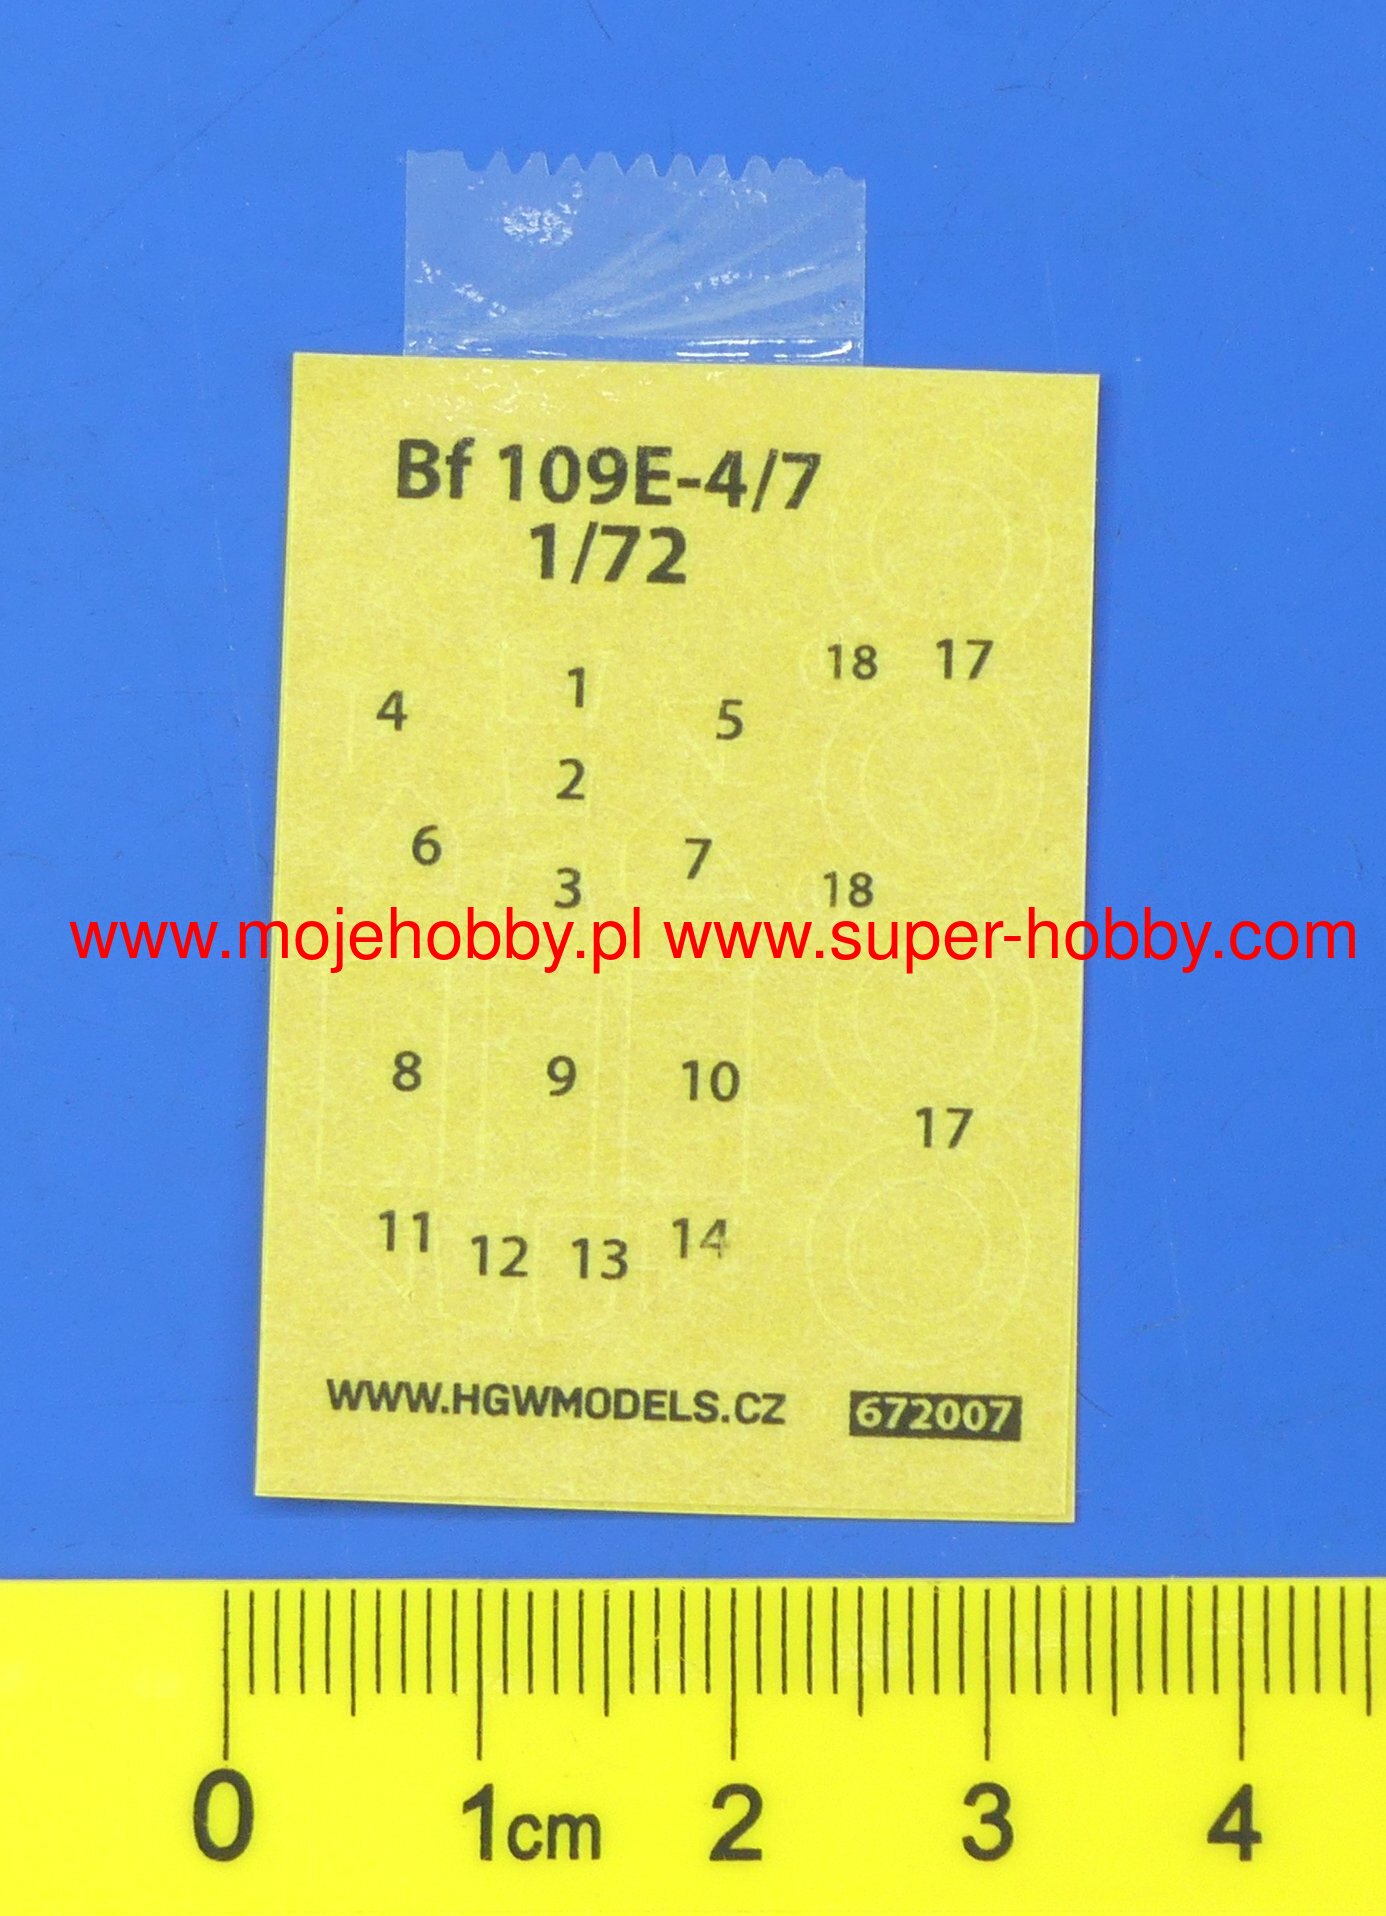 Bf 109E-4/7
1/72
18 17
4 1 5
2
6 7
3 18
www.mojehobby.pl www.super-hobby.com
8 9 10
17
11 12 13 14
WWW.HGWMODELS.CZ 672007
0 1cm 2 3 4